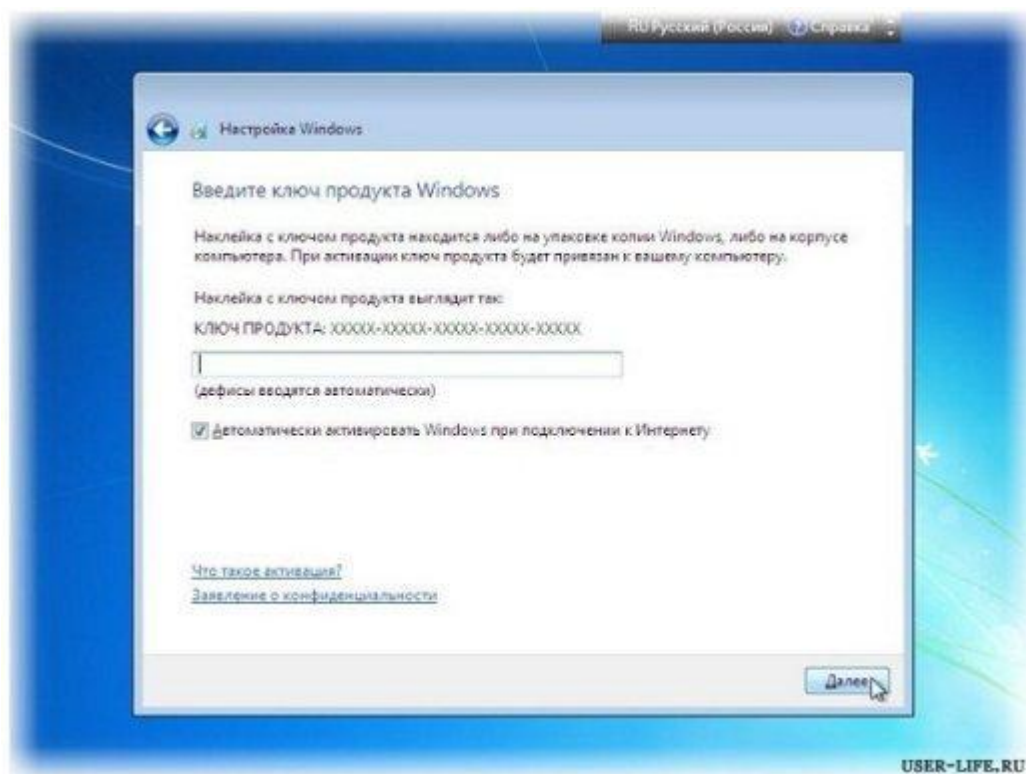 RU Русский (Россия) Справка
Настройка Windows
Введите ключ продукта Windows
Наклейка с ключом продукта находится либо на упаковке копии Windows, либо на корпусе
компьютера. При активации ключ продукта будет привязан к вашему компьютеру.
Наклейка с ключом продукта выглядит так:
КЛЮЧ ПРОДУКТА: XXXXX-XXXXX-XXXXX-XXXXX-XXXXX
(дефисы вводятся автоматически)
Автоматически активировать Windows при подключении к Интернету
Что такое активация?
Заявление о конфиденциальности
Далее
USER-LIFE.RU